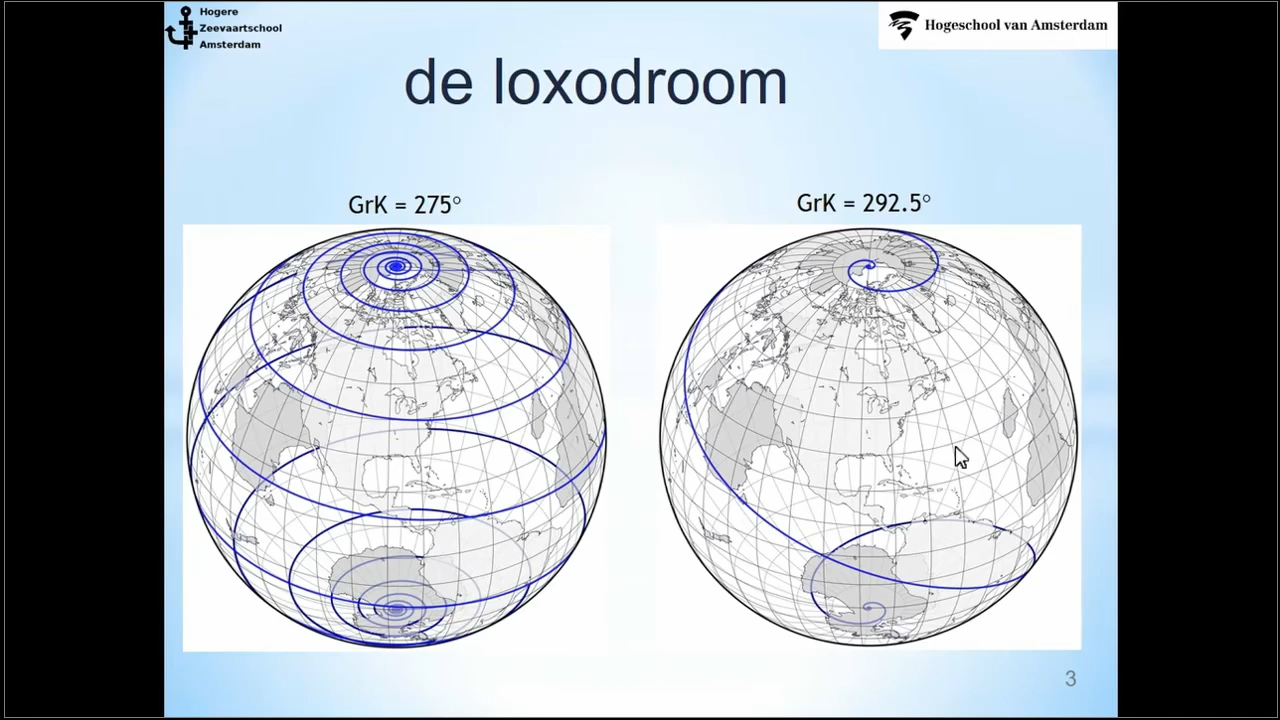 Hogere
Zeevaartschool
Amsterdam
Hogeschool van Amsterdam
de loxodroom
GrK = 275°
GrK = 292.5°
3